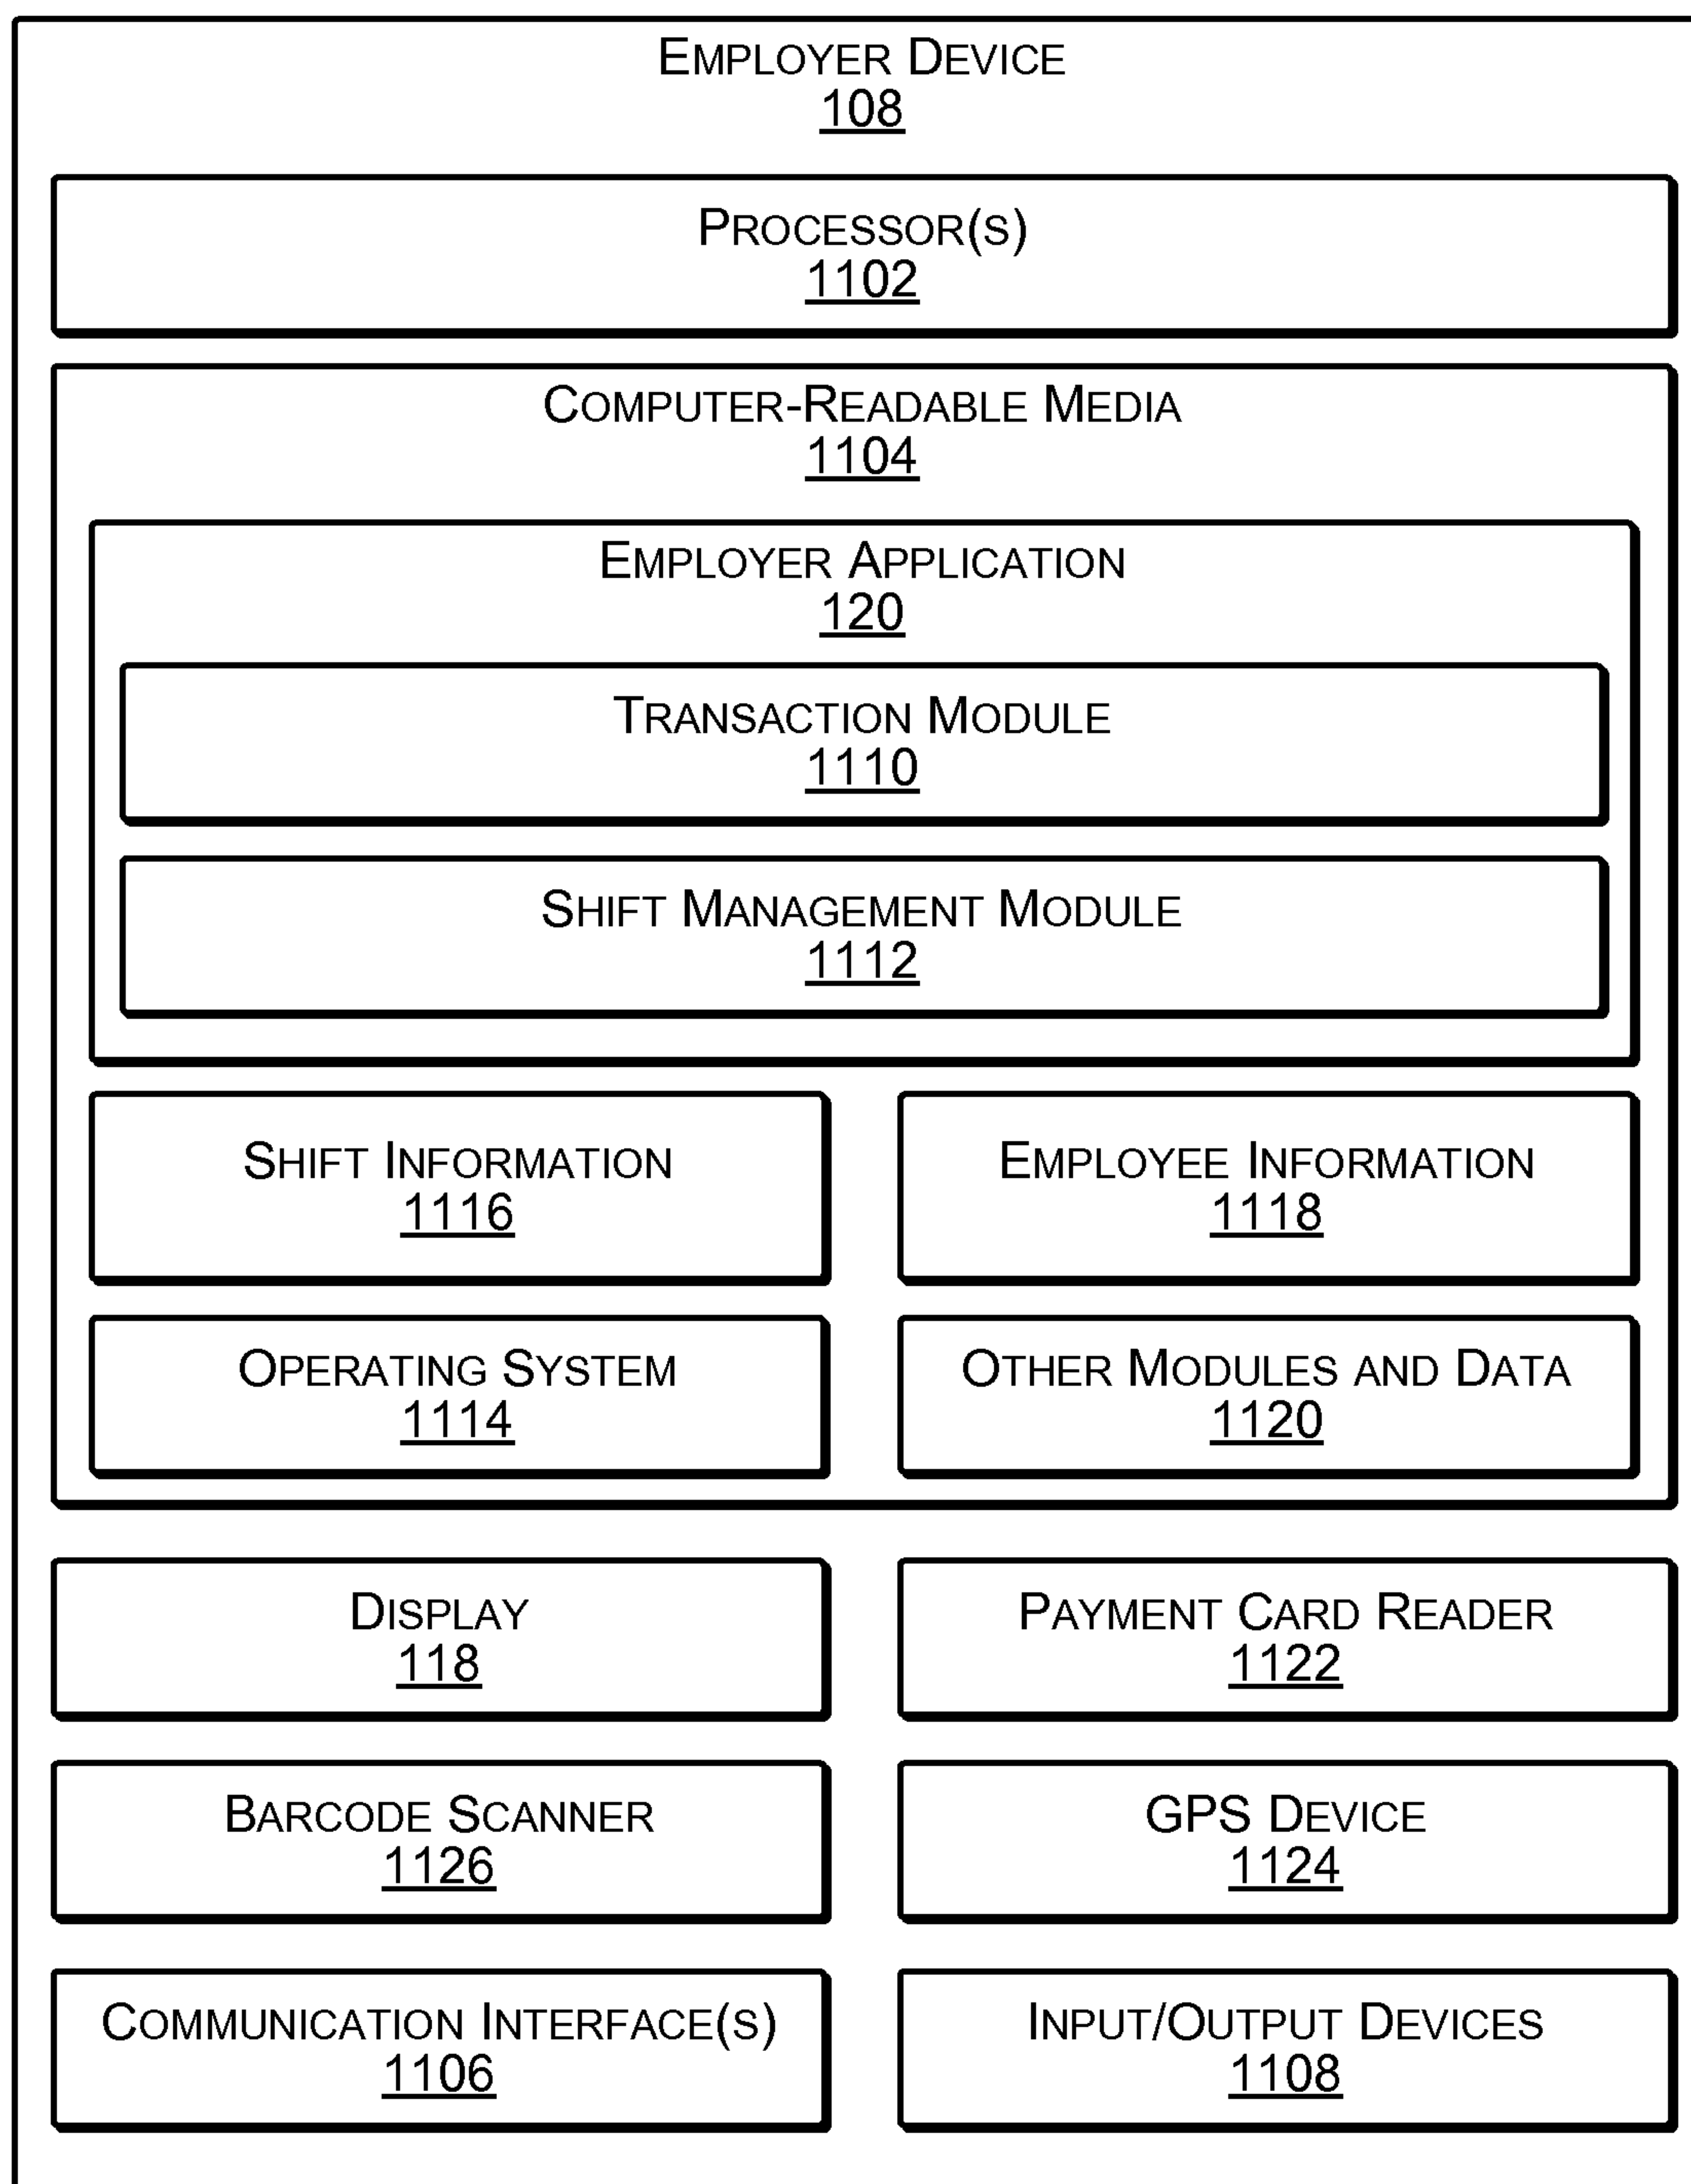 EMPLOYER DEVICE
108
PROCESSOR(S)
1102
COMPUTER-READABLE MEDIA
1104
EMPLOYER APPLICATION
120
TRANSACTION MODULE
1110
SHIFT MANAGEMENT MODULE
1112
SHIFT INFORMATION
1116
EMPLOYEE INFORMATION
1118
OPERATING SYSTEM
1114
OTHER MODULES AND DATA
1120
DISPLAY
118
PAYMENT CARD READER
1122
BARCODE SCANNER
1126
GPS DEVICE
1124
COMMUNICATION INTERFACE(S)
1106
INPUT/OUTPUT DEVICES
1108